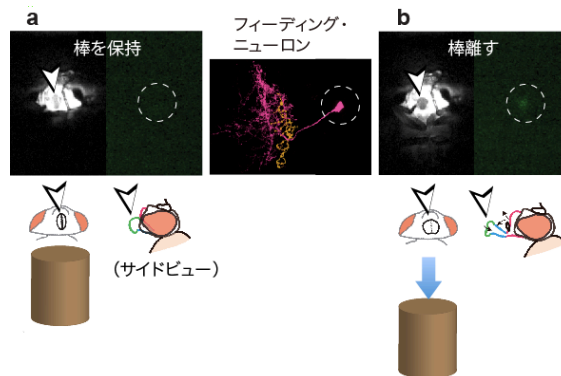 a
棒を保持
フィーディング・
ニューロン
b
棒離す
（サイドビュー）